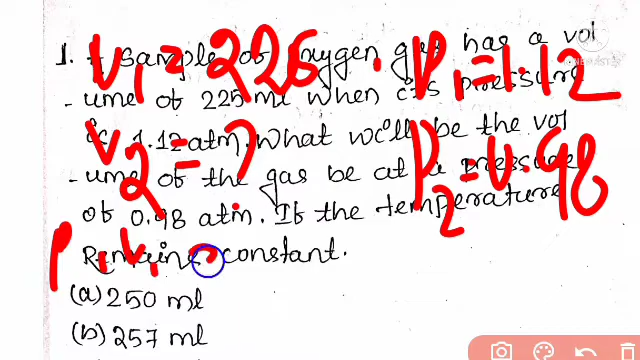 1. A sample of oxygen gas has a vol
- ume of 225 ml when its pressure
is 1.12 atm. What will be the vol
- ume of the gas be at a pressure
of 0.98 atm. If the temperature
Remains constant.
(a) 250 ml
(b) 257 ml
V1 = 225
P1 = 1.12
V2 = ?
P2 = 0.98
P1V1 =